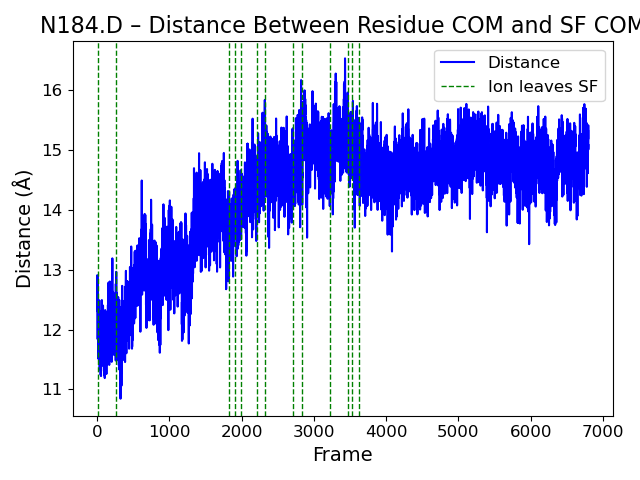 N184.D – Distance Between Residue COM and SF COM
Distance (Å)
16
15
14
13
12
11
Distance
Ion leaves SF
0 1000 2000 3000 4000 5000 6000 7000
Frame